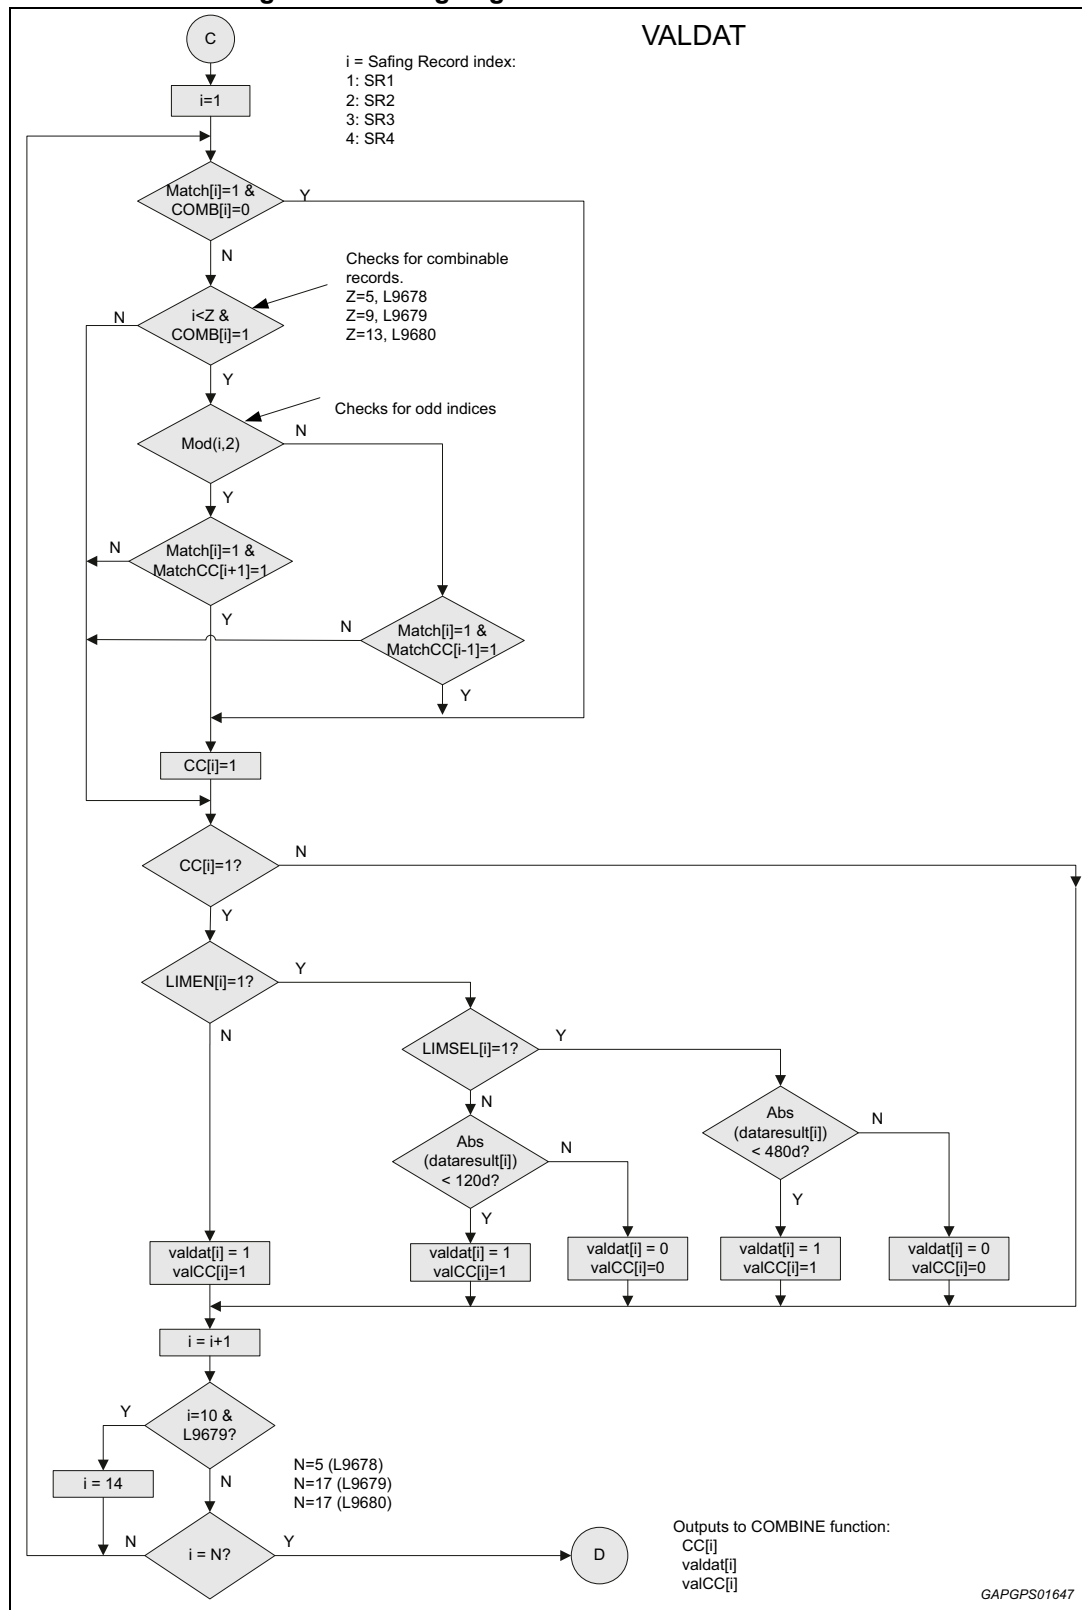 VALDAT
C
i = Safing Record index:
1: SR1
2: SR2
3: SR3
4: SR4
i=1
Match[i]=1 &
COMB[i]=0
Y
N
Checks for combinable
records.
Z=5, L9678
Z=9, L9679
Z=13, L9680
i<Z &
COMB[i]=1
N
Y
Checks for odd indices
Mod(i,2)
N
Y
Match[i]=1 &
MatchCC[i+1]=1
N
Y
Match[i]=1 &
MatchCC[i-1]=1
N
Y
CC[i]=1
CC[i]=1?
N
Y
LIMEN[i]=1?
Y
N
LIMSEL[i]=1?
Y
N
Abs
(dataresult[i])
< 120d?
N
Y
Abs
(dataresult[i])
< 480d?
N
Y
valdat[i] = 1
valCC[i]=1
valdat[i] = 1
valCC[i]=1
valdat[i] = 0
valCC[i]=0
valdat[i] = 1
valCC[i]=1
valdat[i] = 0
valCC[i]=0
i = i+1
i=10 &
L9679?
Y
N
i = 14
N=5 (L9678)
N=17 (L9679)
N=17 (L9680)
i = N?
N
Y
D
Outputs to COMBINE function:
CC[i]
valdat[i]
valCC[i]
GAPGPS01647